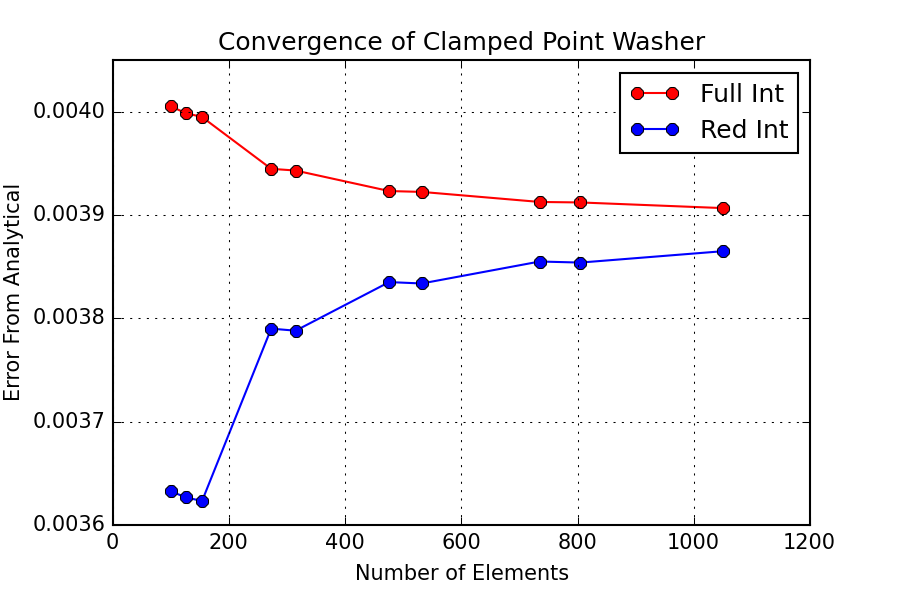 Convergence of Clamped Point Washer
Full Int
Red Int
Error From Analytical
0.0040
0.0039
0.0038
0.0037
0.0036
0 200 400 600 800 1000 1200
Number of Elements